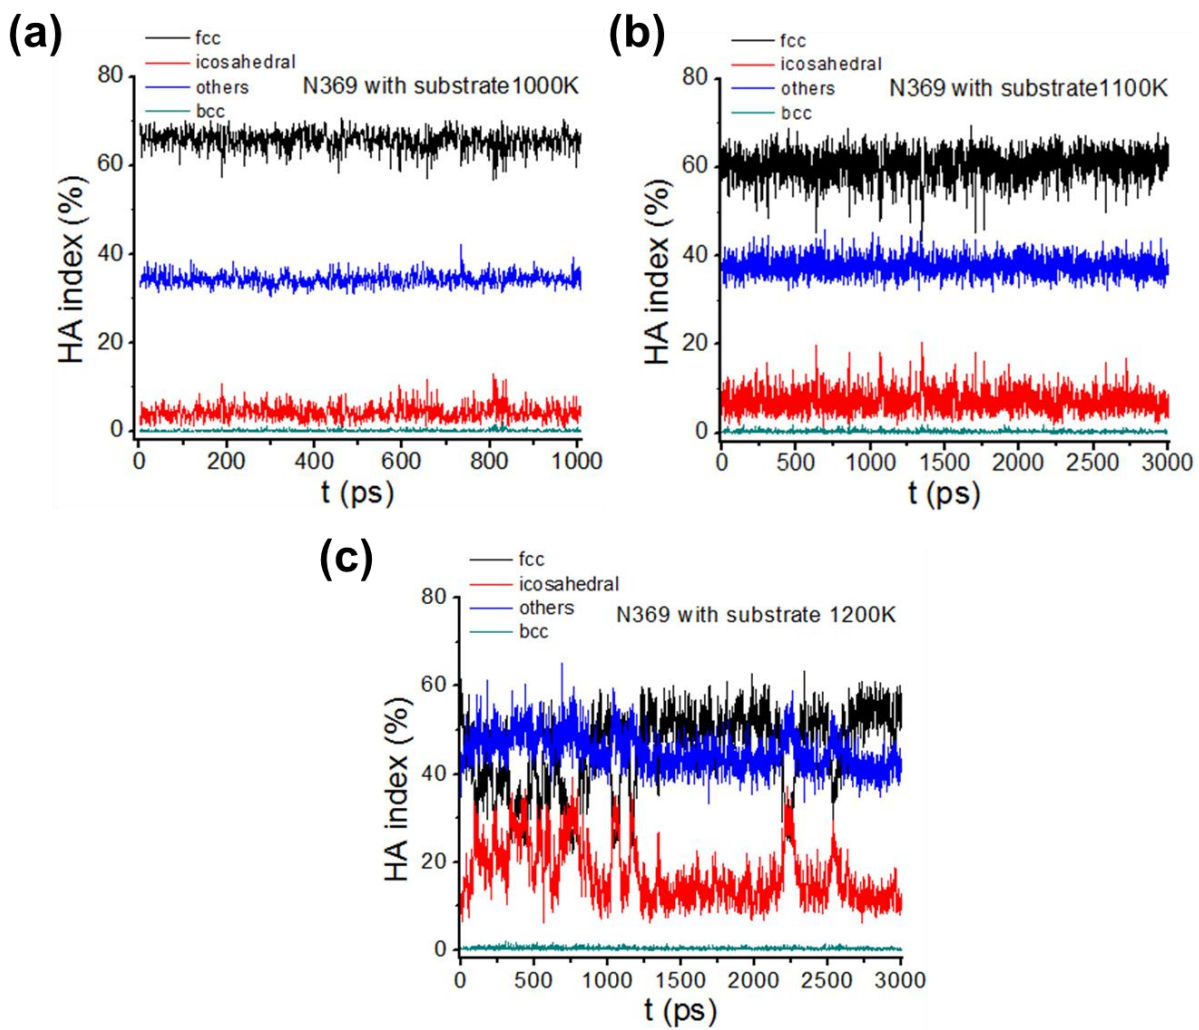 (a)
fcc
icosahedral
others
bcc
N369 with substrate1000K
80
60
40
20
0
HA index (%)
0 200 400 600 800 1000
t (ps)
(b)
fcc
icosahedral
others
bcc
N369 with substrate1100K
80
60
40
20
0
HA index (%)
0 500 1000 1500 2000 2500 3000
t (ps)
(c)
fcc
icosahedral
others
bcc
N369 with substrate 1200K
80
60
40
20
0
HA index (%)
0 500 1000 1500 2000 2500 3000
t (ps)